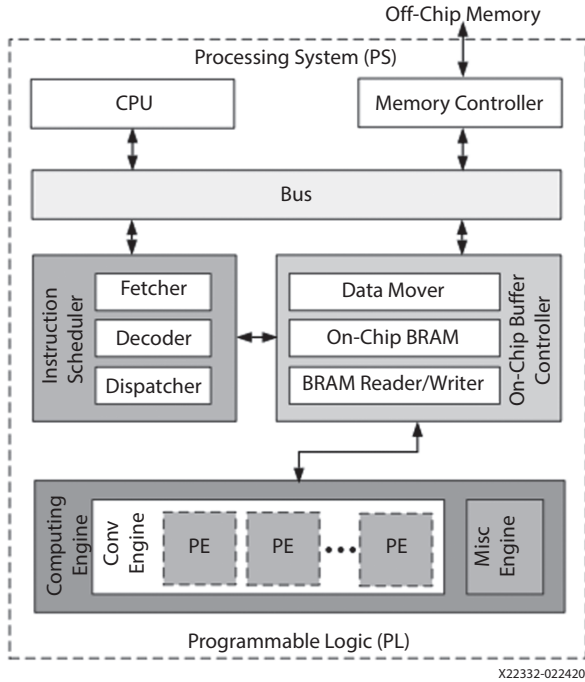 Off-Chip Memory
Processing System (PS)
CPU
Memory Controller
Bus
Instruction
Scheduler
Fetcher
Decoder
Dispatcher
Data Mover
On-Chip BRAM
BRAM Reader/Writer
On-Chip Buffer
Controller
Computing
Engine
Conv
Engine
PE
PE
PE
Misc
Engine
Programmable Logic (PL)
X22332-022420